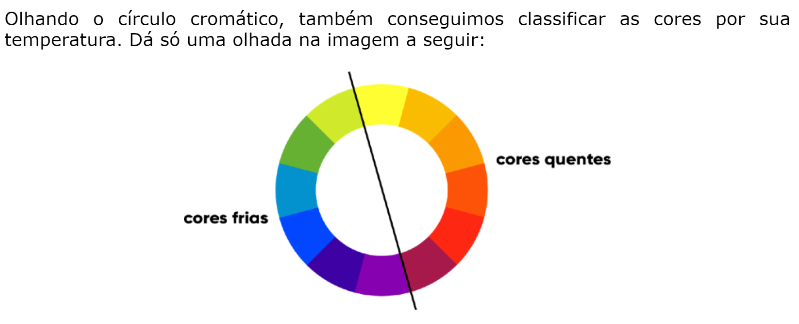 Olhando o círculo cromático, também conseguimos classificar as cores por sua
temperatura. Dá só uma olhada na imagem a seguir:
cores quentes
cores frias